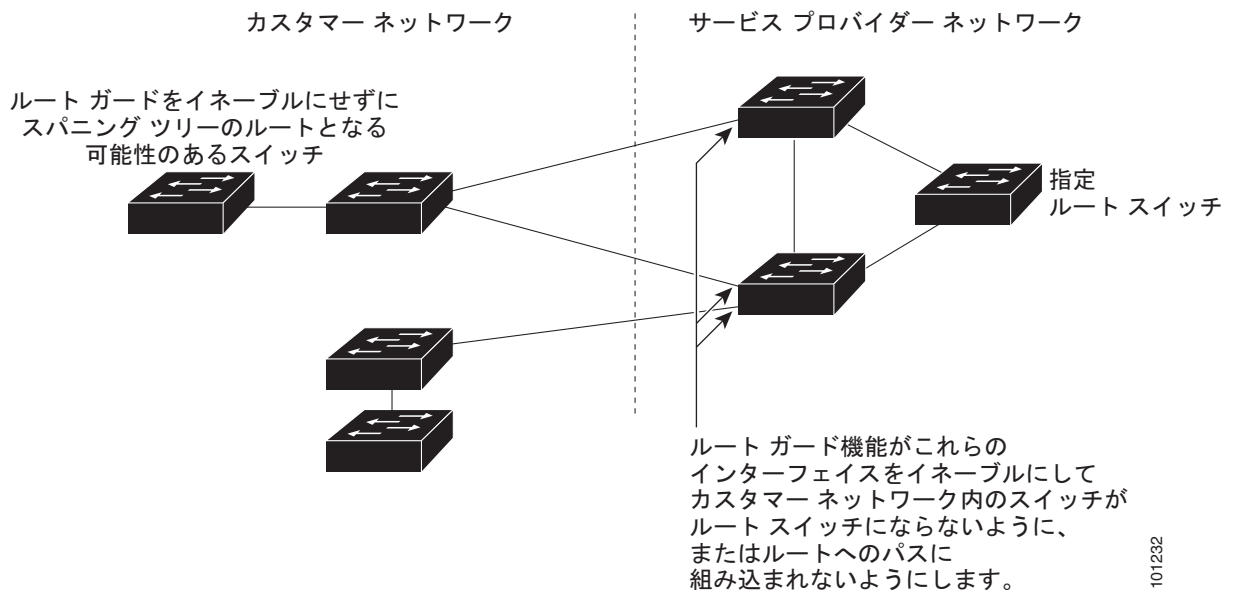 カスタマー ネットワーク
サービス プロバイダー ネットワーク
ルート ガードをイネーブルにせずに
スパニング ツリーのルートとなる
可能性のあるスイッチ
指定
ルート スイッチ
ルート ガード機能がこれらの
インターフェイスをイネーブルにして
カスタマー ネットワーク内のスイッチが
ルート スイッチにならないように、
またはルートへのパスに
組み込まれないようにします。
101232